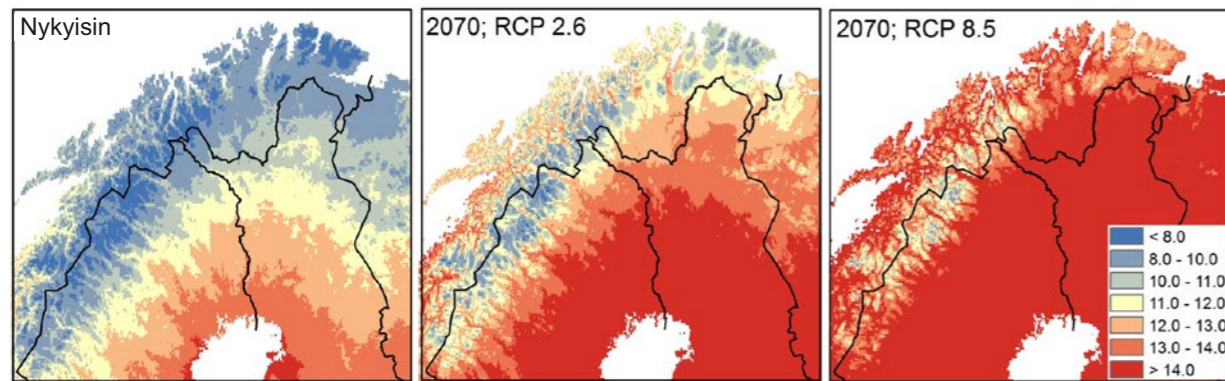 Nykyisin
2070; RCP 2.6
2070; RCP 8.5
< 8.0
8.0 - 10.0
10.0 - 11.0
11.0 - 12.0
12.0 - 13.0
13.0 - 14.0
> 14.0